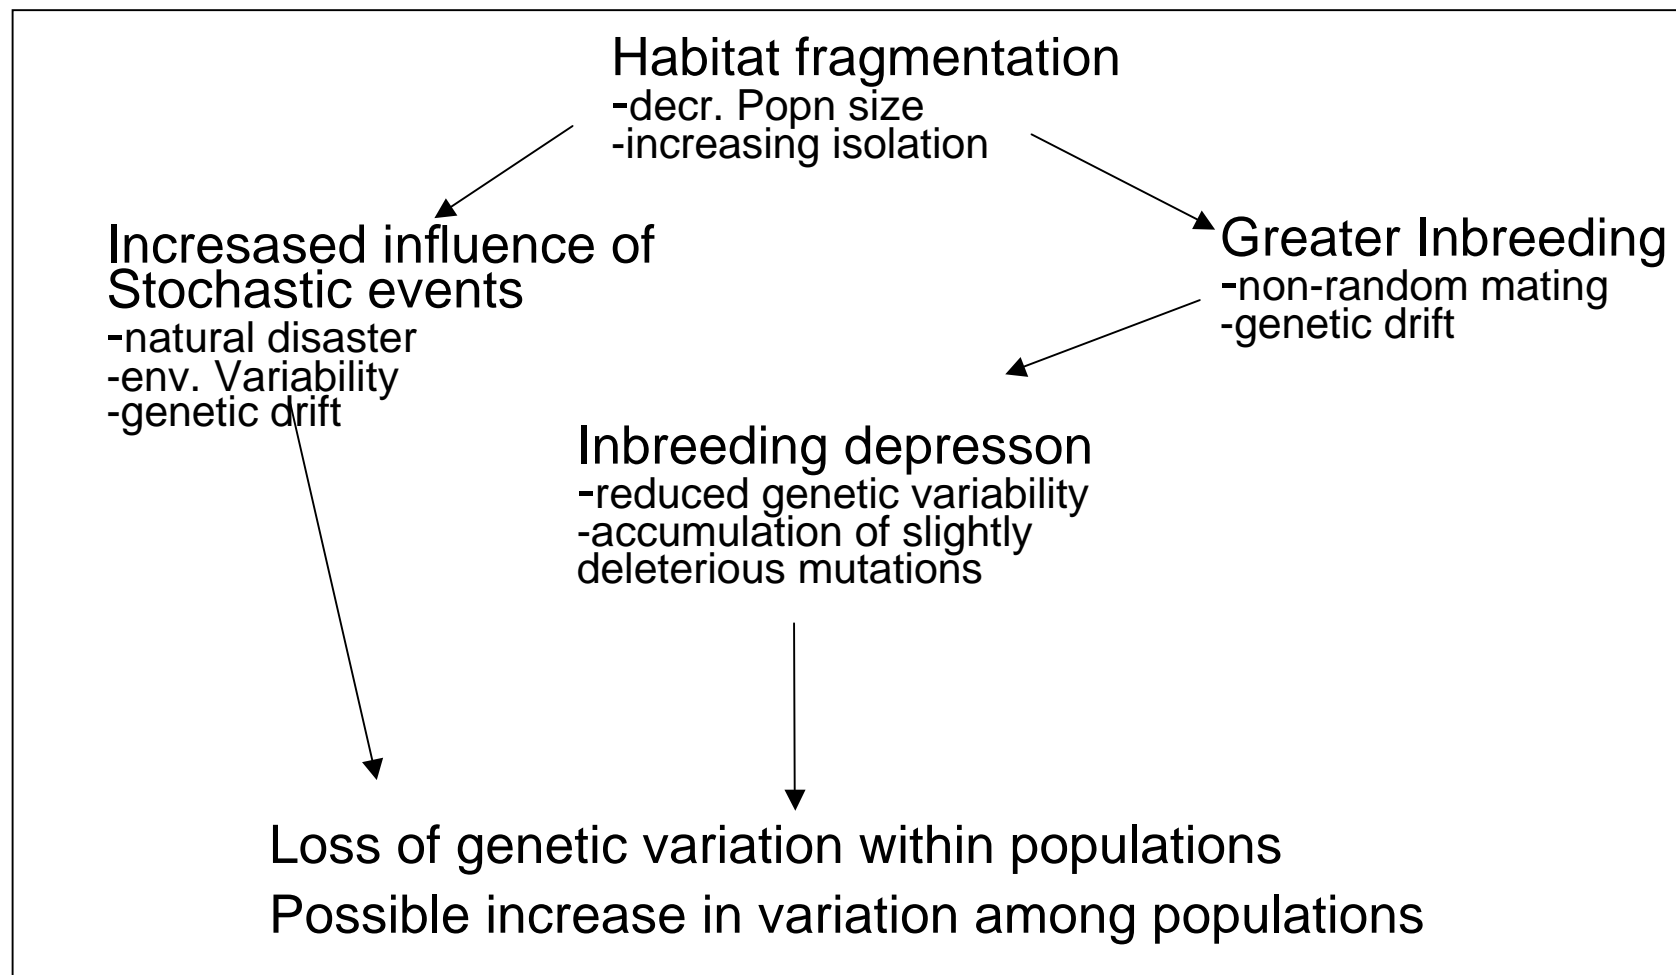 Habitat fragmentation
-decr. Popn size
-increasing isolation
Incresased influence of
Stochastic events
-natural disaster
-env. Variability
-genetic drift
Greater Inbreeding
-non-random mating
-genetic drift
Inbreeding depresson
-reduced genetic variability
-accumulation of slightly
deleterious mutations
Loss of genetic variation within populations
Possible increase in variation among populations